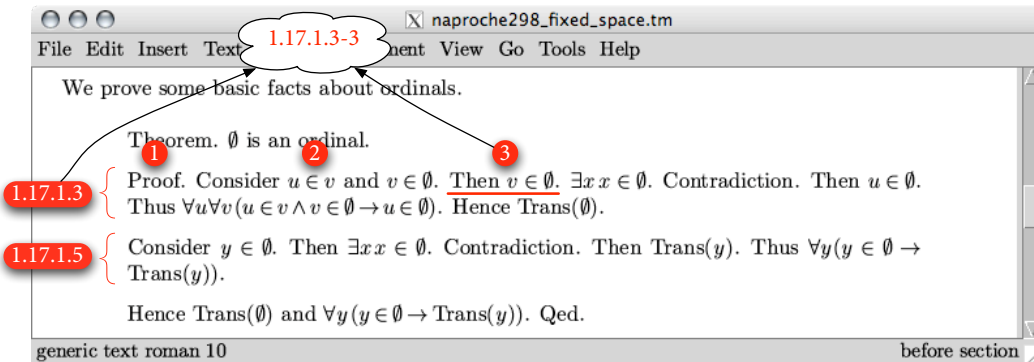 naproche298_fixed_space.tm
1.17.1.3-3
File Edit Insert Text ment View Go Tools Help
We prove some basic facts about ordinals.
Theorem. ∅ is an ordinal.
1 2 3
1.17.1.3
Proof. Consider u ∈ v and v ∈ ∅. Then v ∈ ∅. ∃x x ∈ ∅. Contradiction. Then u ∈ ∅.
Thus ∀u∀v(u ∈ v ∧ v ∈ ∅ → u ∈ ∅). Hence Trans(∅).
1.17.1.5
Consider y ∈ ∅. Then ∃x x ∈ ∅. Contradiction. Then Trans(y). Thus ∀y(y ∈ ∅ →
Trans(y)).
Hence Trans(∅) and ∀y(y ∈ ∅ → Trans(y)). Qed.
generic text roman 10 before section